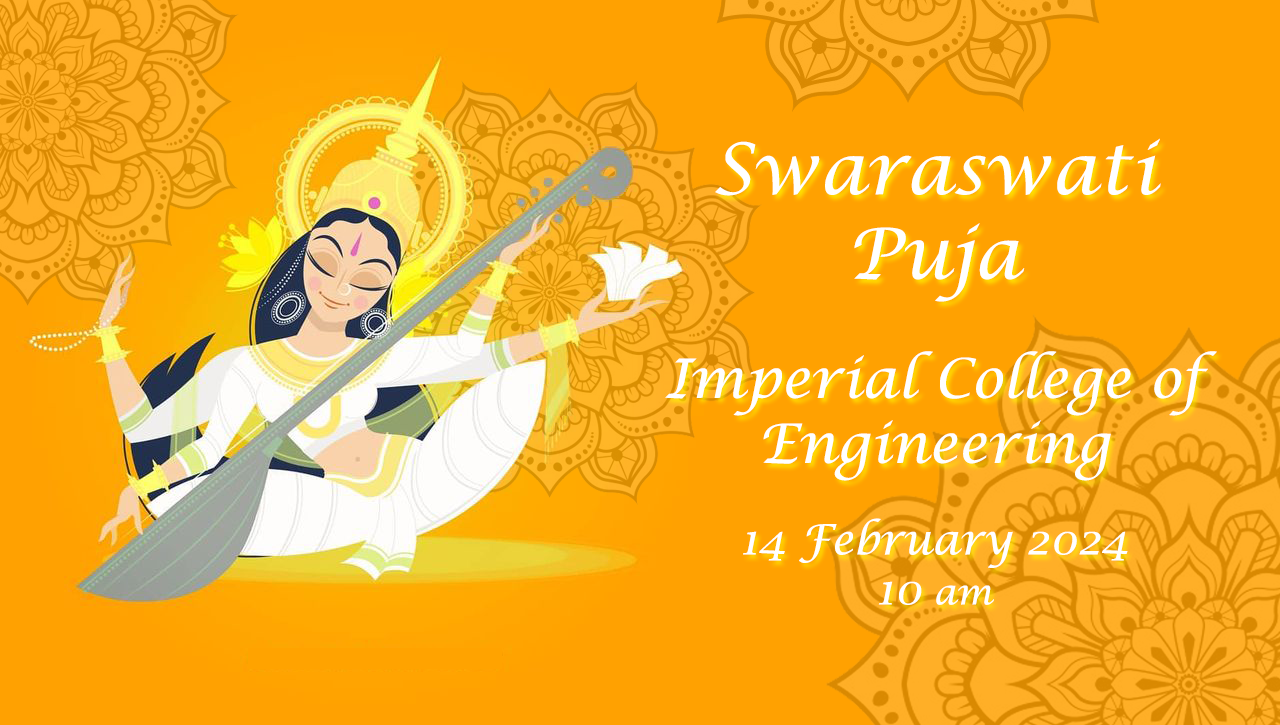 Swaraswati
Puja
Imperial College of
Engineering
14 February 2024
10 am